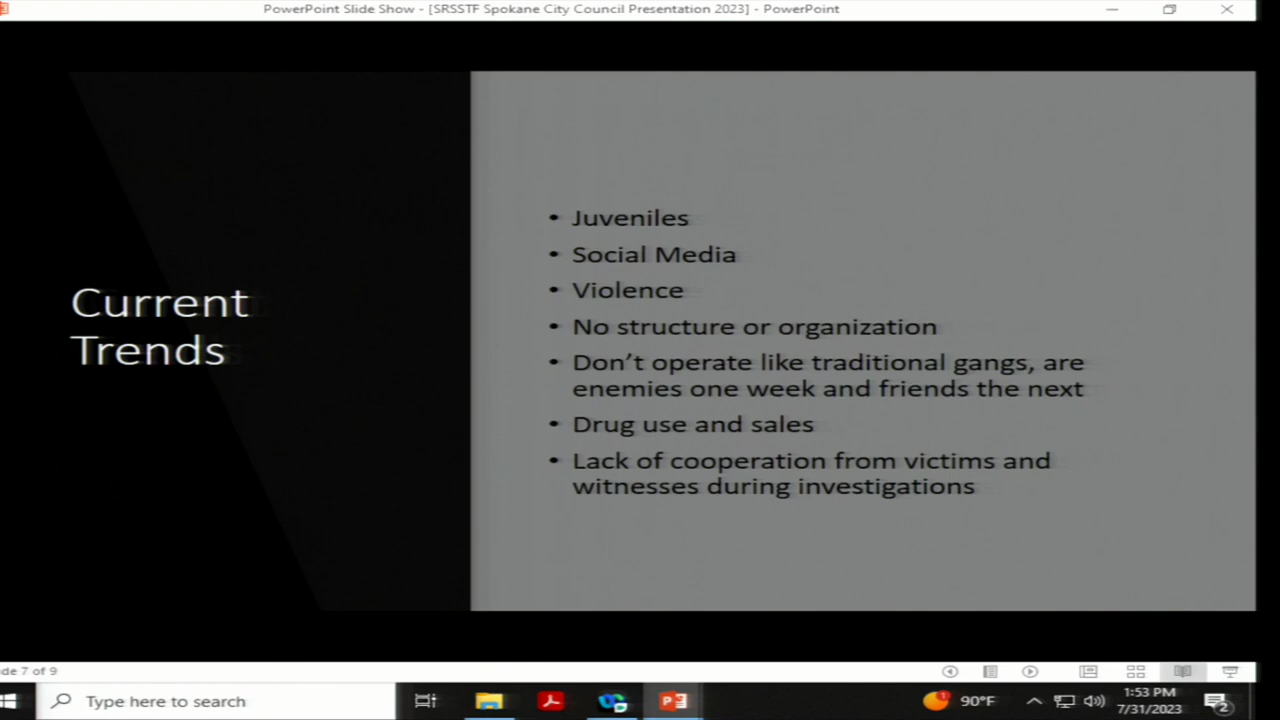 PowerPoint Slide Show - [SRSSTF Spokane City Council Presentation 2023] - PowerPoint
Current
Trends
• Juveniles
• Social Media
• Violence
• No structure or organization
• Don’t operate like traditional gangs, are
enemies one week and friends the next
• Drug use and sales
• Lack of cooperation from victims and
witnesses during investigations
de 7 of 9
Type here to search
90°F
1:53 PM
7/31/2023
2